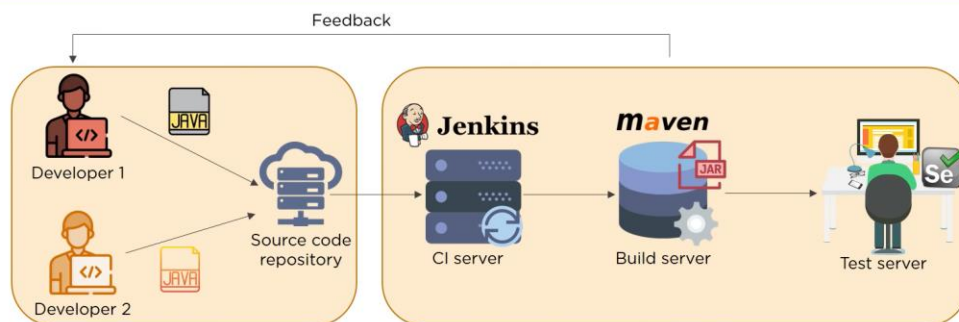 Feedback
JAVA
Jenkins
maven
JAR
Se
</>
Developer 1
Source code
repository
CI server
Build server
Test server
</>
JAVA
Developer 2